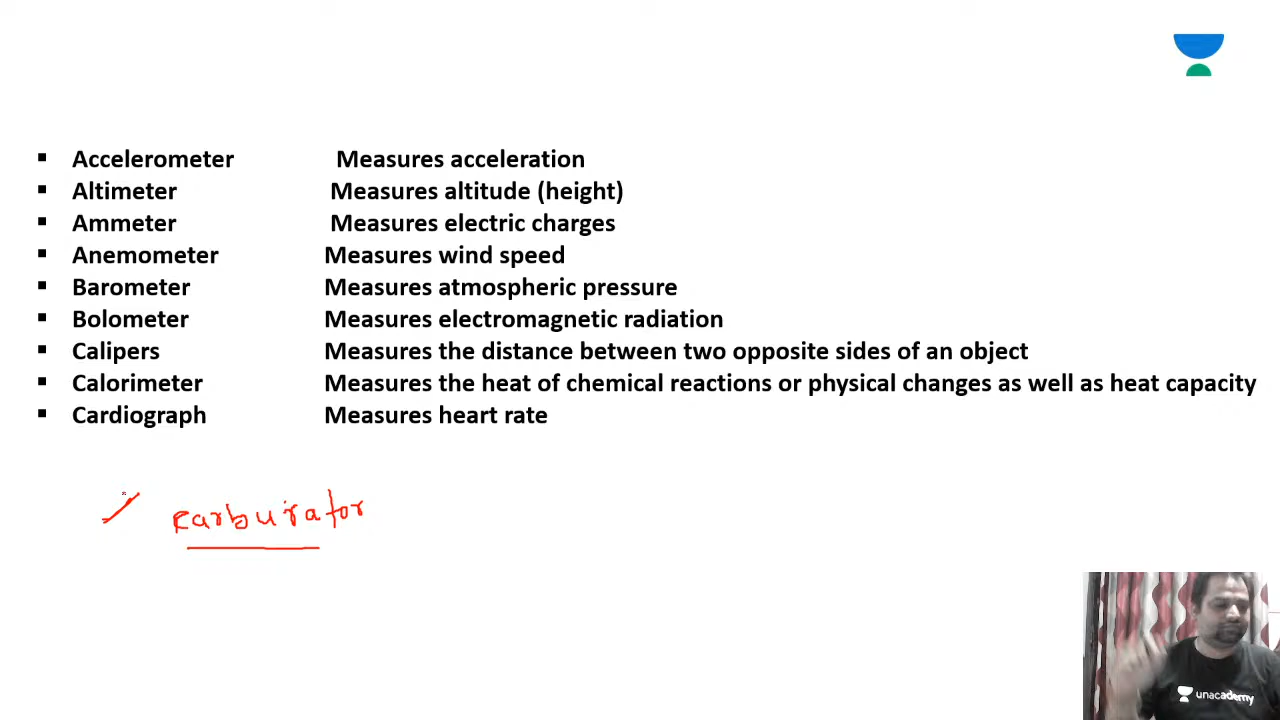 ▪ Accelerometer Measures acceleration
▪ Altimeter Measures altitude (height)
▪ Ammeter Measures electric charges
▪ Anemometer Measures wind speed
▪ Barometer Measures atmospheric pressure
▪ Bolometer Measures electromagnetic radiation
▪ Calipers Measures the distance between two opposite sides of an object
▪ Calorimeter Measures the heat of chemical reactions or physical changes as well as heat capacity
▪ Cardiograph Measures heart rate
carburator
unacademy